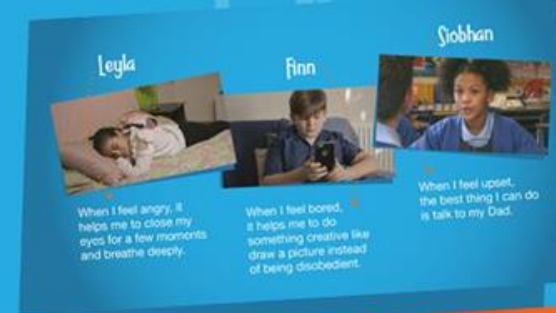 Leyla
When I feel angry, it
helps me to close my
eyes for a few moments
and breathe deeply.
Finn
When I feel bored,
it helps me to do
something creative like
draw a picture instead
of being disobedient.
Siobhan
When I feel upset,
the best thing I can do
is talk to my Dad.